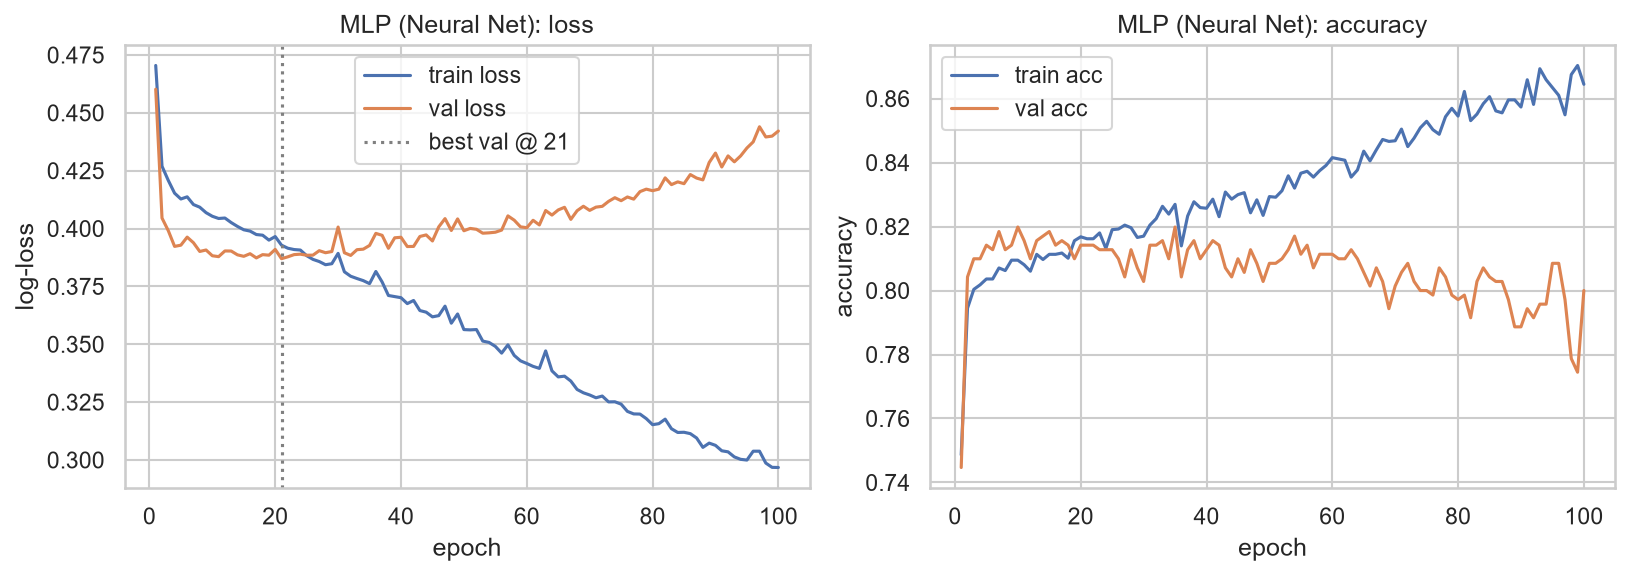 MLP (Neural Net): loss
0.475
0.450
0.425
0.400
0.375
0.350
0.325
0.300
log-loss
train loss
val loss
best val @ 21
0 20 40 60 80 100
epoch
MLP (Neural Net): accuracy
0.86
0.84
0.82
0.80
0.78
0.76
0.74
accuracy
train acc
val acc
0 20 40 60 80 100
epoch